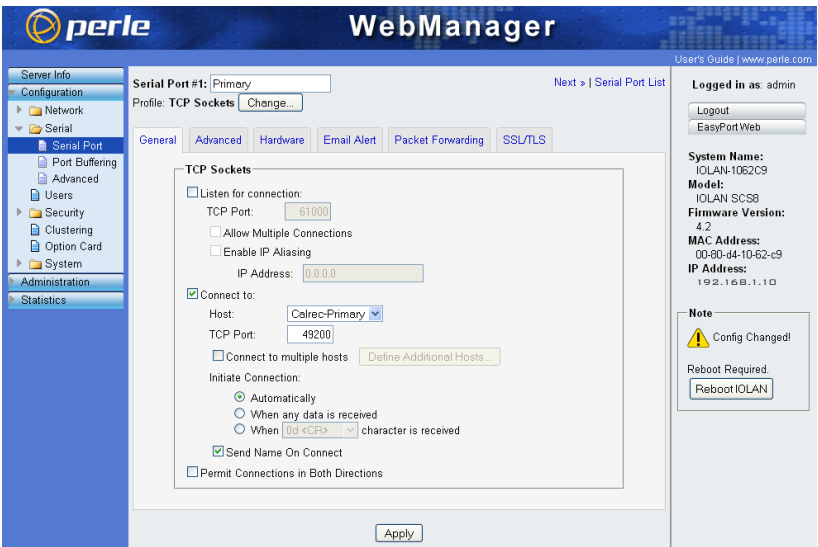 perle WebManager
User's Guide | www.perle.com
Server Info
Configuration
Network
Serial
Serial Port
Port Buffering
Advanced
Users
Security
Clustering
Option Card
System
Administration
Statistics
Serial Port #1: Primary
Next » | Serial Port List
Profile: TCP Sockets Change...
General Advanced Hardware Email Alert Packet Forwarding SSL/TLS
TCP Sockets
Listen for connection:
TCP Port: 61000
Allow Multiple Connections
Enable IP Aliasing
IP Address: 0.0.0.0
Connect to:
Host: Calrec-Primary
TCP Port: 49200
Connect to multiple hosts Define Additional Hosts...
Initiate Connection:
Automatically
When any data is received
When 0d <CR> character is received
Send Name On Connect
Permit Connections in Both Directions
Apply
Logged in as: admin
Logout
EasyPort Web
System Name:
IOLAN-1062C9
Model:
IOLAN SCS8
Firmware Version:
4.2
MAC Address:
00-80-d4-10-62-c9
IP Address:
192.168.1.10
Note
Config Changed!
Reboot Required.
Reboot IOLAN